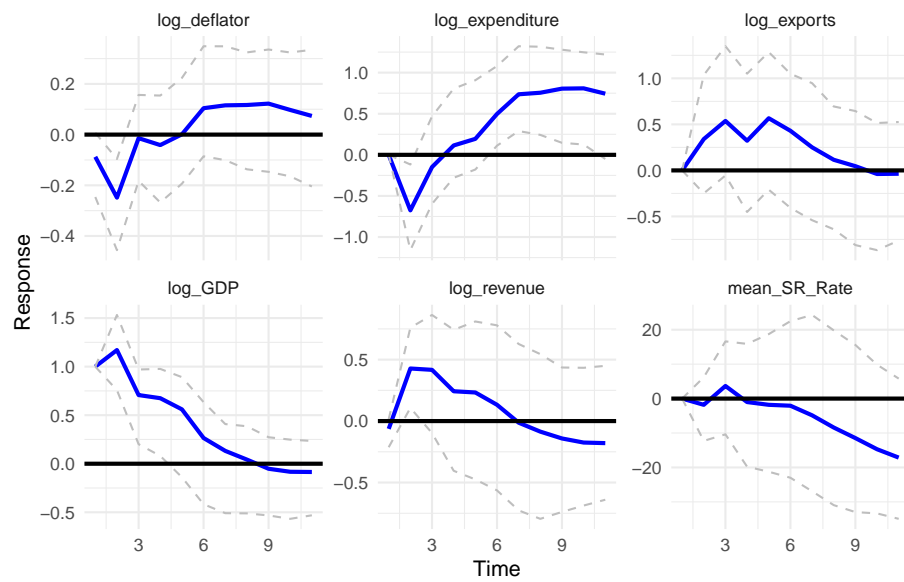 log_deflator log_expenditure log_exports
0.2 1.0 1.0
0.0 0.5 0.5
−0.2 0.0 0.0
−0.4 −0.5 −0.5
−1.0
Response
log_GDP log_revenue mean_SR_Rate
1.5 0.5 20
1.0 0.0 0
0.5 −0.5 −20
0.0
−0.5
3 6 9 3 6 9 3 6 9
Time